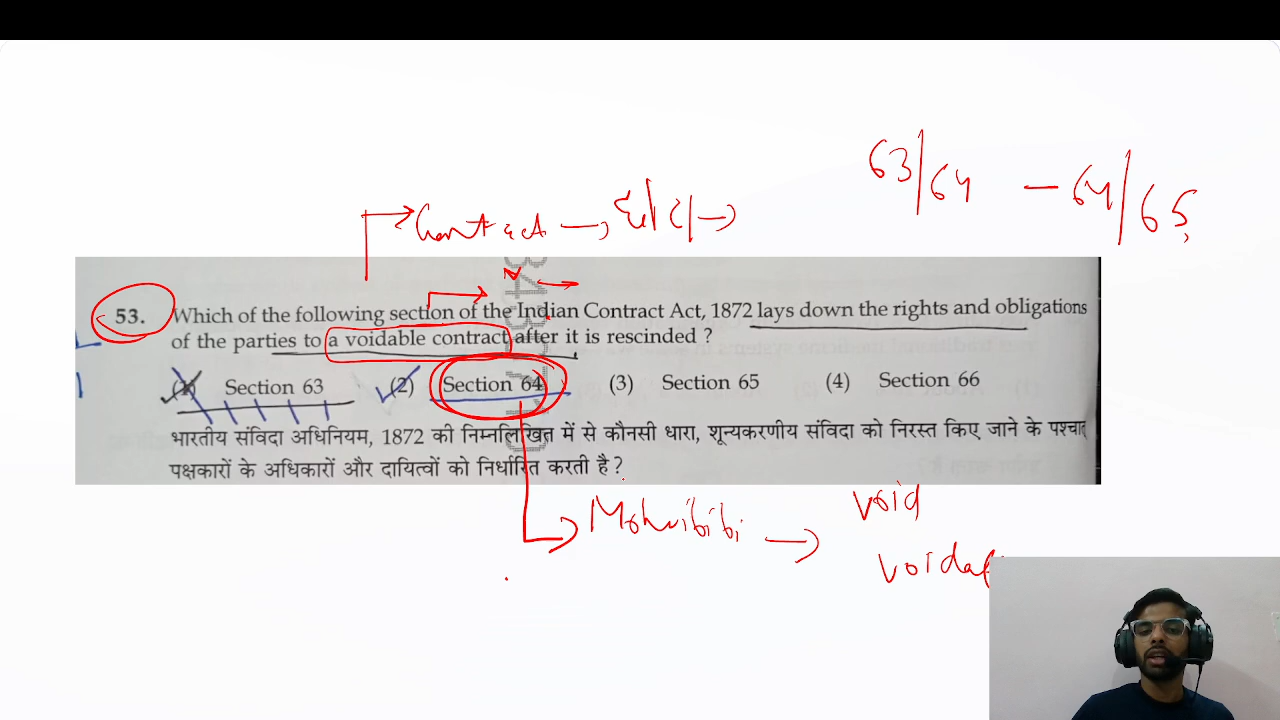 63/64 - 64/65
Contract
53. Which of the following section of the Indian Contract Act, 1872 lays down the rights and obligations
of the parties to a voidable contract after it is rescinded ?
(1) Section 63 (2) Section 64 (3) Section 65 (4) Section 66
भारतीय संविदा अधिनियम, 1872 की निम्नलिखित में से कौनसी धारा, शून्यकरणीय संविदा को निरस्त किए जाने के पश्चात
पक्षकारों के अधिकारों और दायित्वों को निर्धारित करती है ?
Mohribibi
void